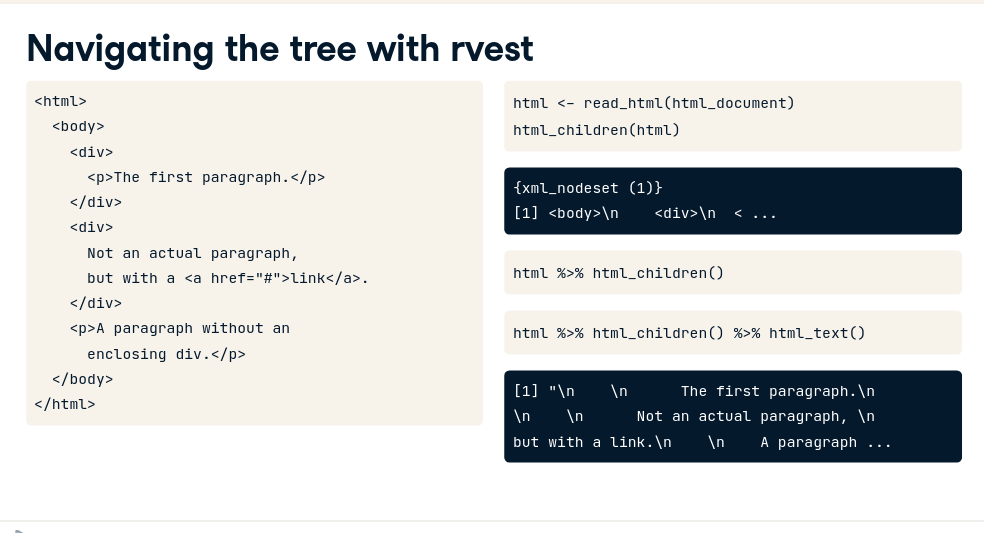 Navigating the tree with rvest
<html>
  <body>
    <div>
      <p>The first paragraph.</p>
    </div>
    <div>
      Not an actual paragraph,
      but with a <a href="#">link</a>.
    </div>
    <p>A paragraph without an
      enclosing div.</p>
  </body>
</html>
html <- read_html(html_document)
html_children(html)
{xml_nodeset (1)}
[1] <body>\n    <div>\n  < ...
html %>% html_children()
html %>% html_children() %>% html_text()
[1] "\n    \n      The first paragraph.\n
\n    \n      Not an actual paragraph, \n
but with a link.\n    \n    A paragraph ...